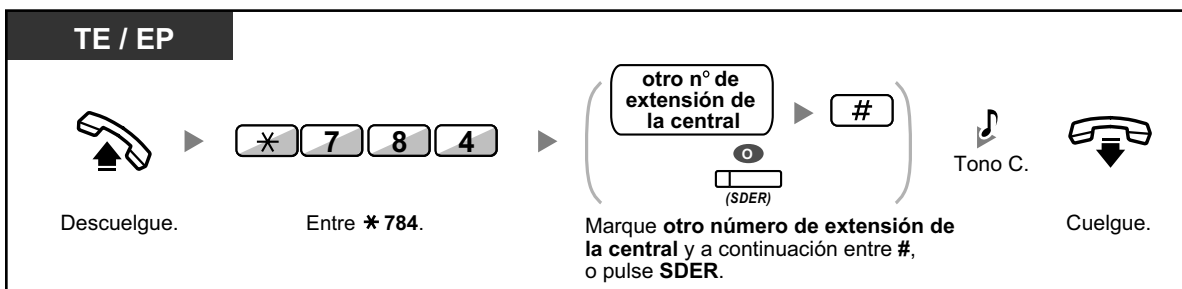 TE / EP
otro n° de
extensión de
la central
#
* 7 8 4
o
(SDER)
Tono C.
Descuelgue.
Entre * 784.
Marque otro número de extensión de
la central y a continuación entre #,
o pulse SDER.
Cuelgue.